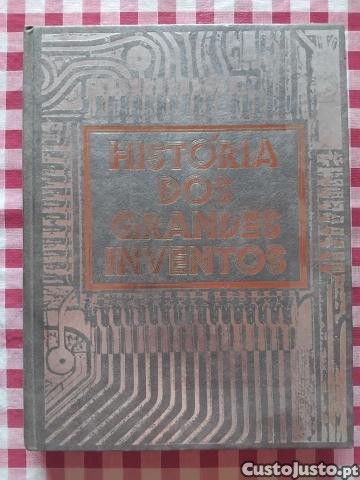 HISTÓRIA
DOS
GRANDES
INVENTOS
CustoJusto.pt